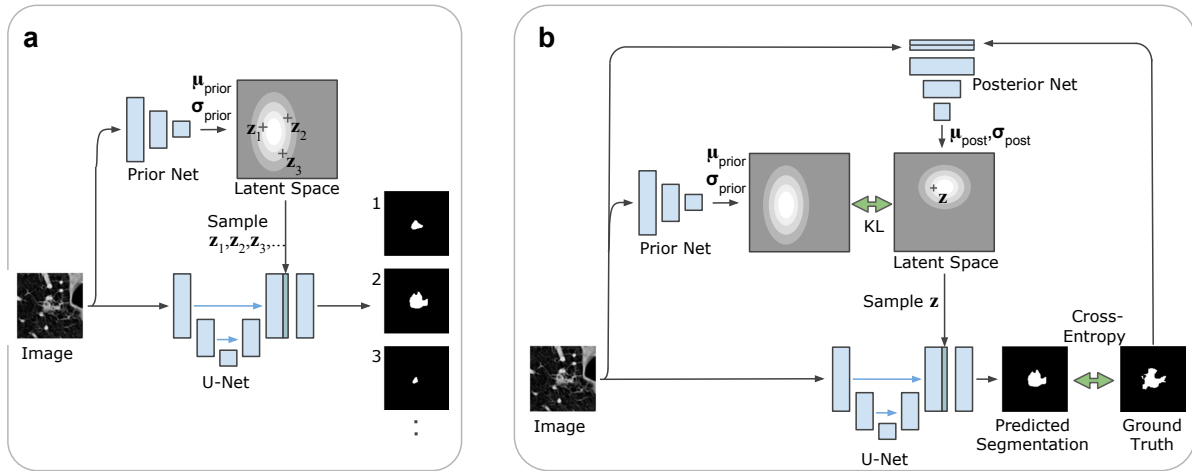 a
μprior
σprior
z1
z2
z3
Prior Net
Latent Space
Sample
z1,z2,z3,...
1
2
3
Image
U-Net
⋮
b
Posterior Net
μpost,σpost
μprior
σprior
z
KL
Prior Net
Latent Space
Sample z
Cross-
Entropy
Image
U-Net
Predicted
Segmentation
Ground
Truth